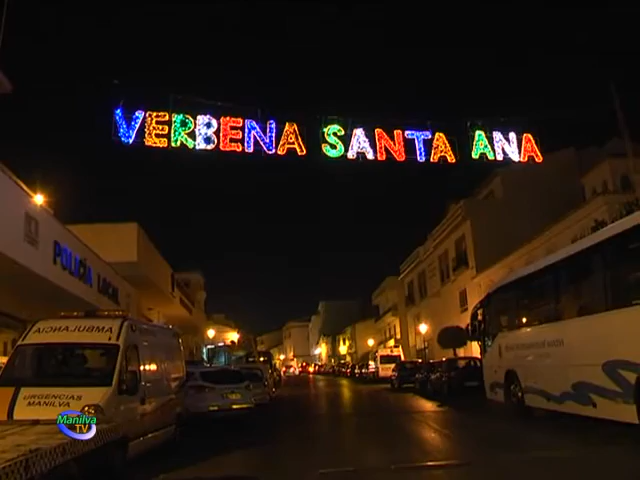 VERBENA SANTA ANA
POLICÍA LOCAL
AMBULANCIA
URGENCIAS
MANILVA
Manilva
TV